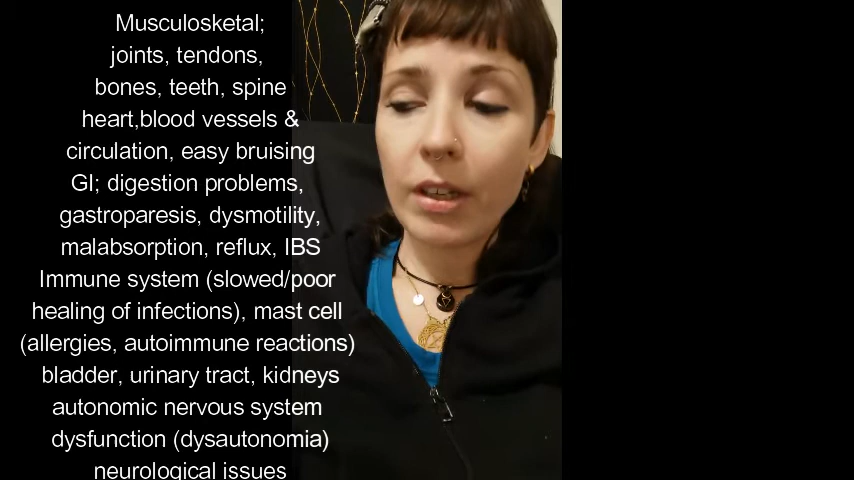 Musculosketal;
joints, tendons,
bones, teeth, spine
heart,blood vessels &
circulation, easy bruising
GI; digestion problems,
gastroparesis, dysmotility,
malabsorption, reflux, IBS
Immune system (slowed/poor
healing of infections), mast cell
(allergies, autoimmune reactions)
bladder, urinary tract, kidneys
autonomic nervous system
dysfunction (dysautonomia)
neurological issues